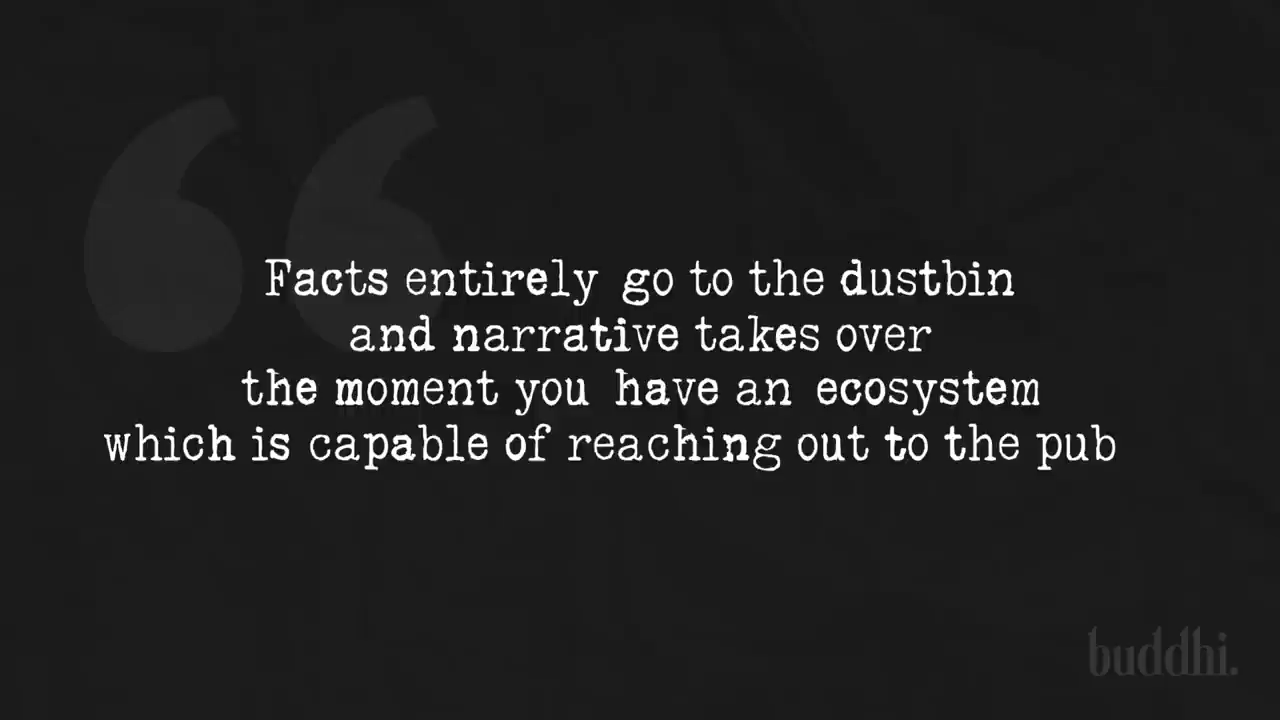 Facts entirely go to the dustbin
and narrative takes over
the moment you have an ecosystem
which is capable of reaching out to the pub
buddhi.